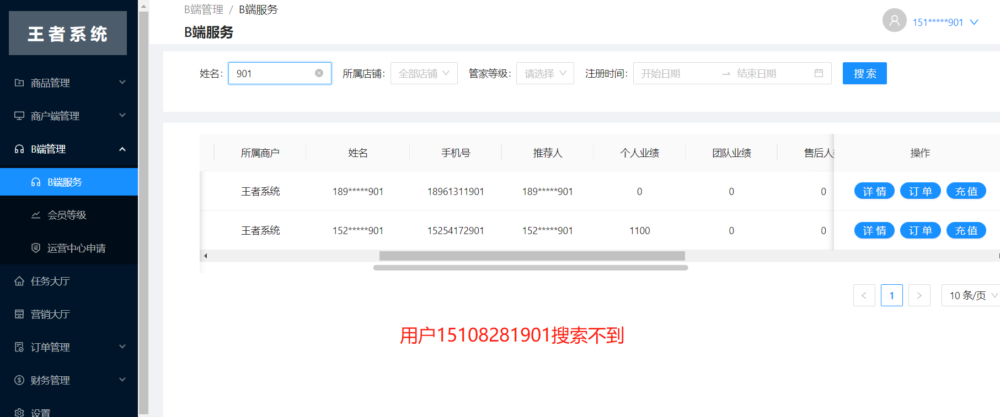 王者系统
商品管理
商户端管理
B端管理
B端服务
会员等级
运营中心申请
任务大厅
营销大厅
订单管理
财务管理
设置
B端管理 / B端服务
B端服务
151*****901
姓名: 901 所属店铺: 全部店铺 管家等级: 请选择 注册时间: 开始日期 → 结束日期 搜索
所属商户 姓名 手机号 推荐人 个人业绩 团队业绩 售后人 操作
王者系统 189*****901 18961311901 189*****901 0 0 0 详情 订单 充值
王者系统 152*****901 15254172901 152*****901 1100 0 0 详情 订单 充值
< 1 > 10 条/页
用户15108281901搜索不到